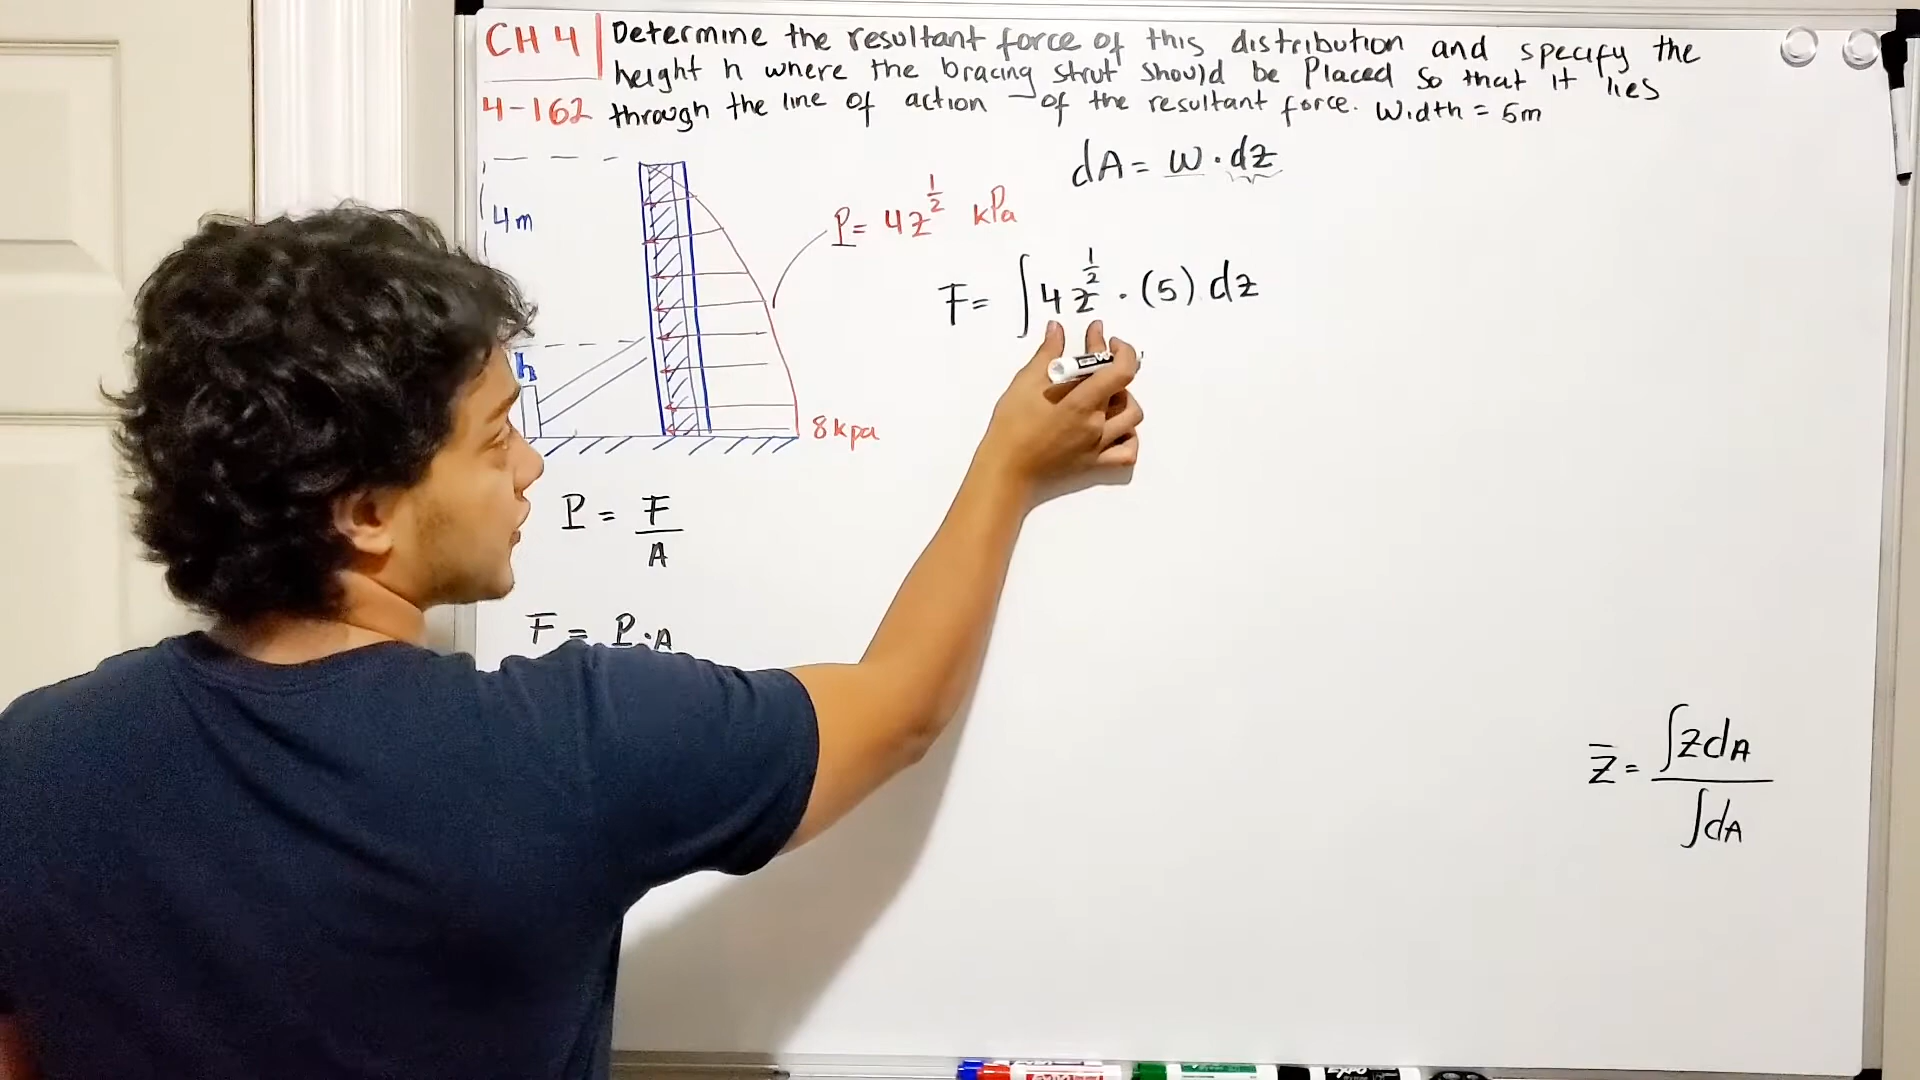 CH 4
4-162
Determine the resultant force of this distribution and specify the
height h where the bracing strut should be Placed so that it lies
through the line of action of the resultant force. Width = 5m
dA = w · dz
4m
P = 4z^{1/2} kPa
F = ∫ 4z^{1/2} · (5) dz
h
8kpa
P = F/A
F = P·A
z̄ = ∫zdA / ∫dA
EXPO